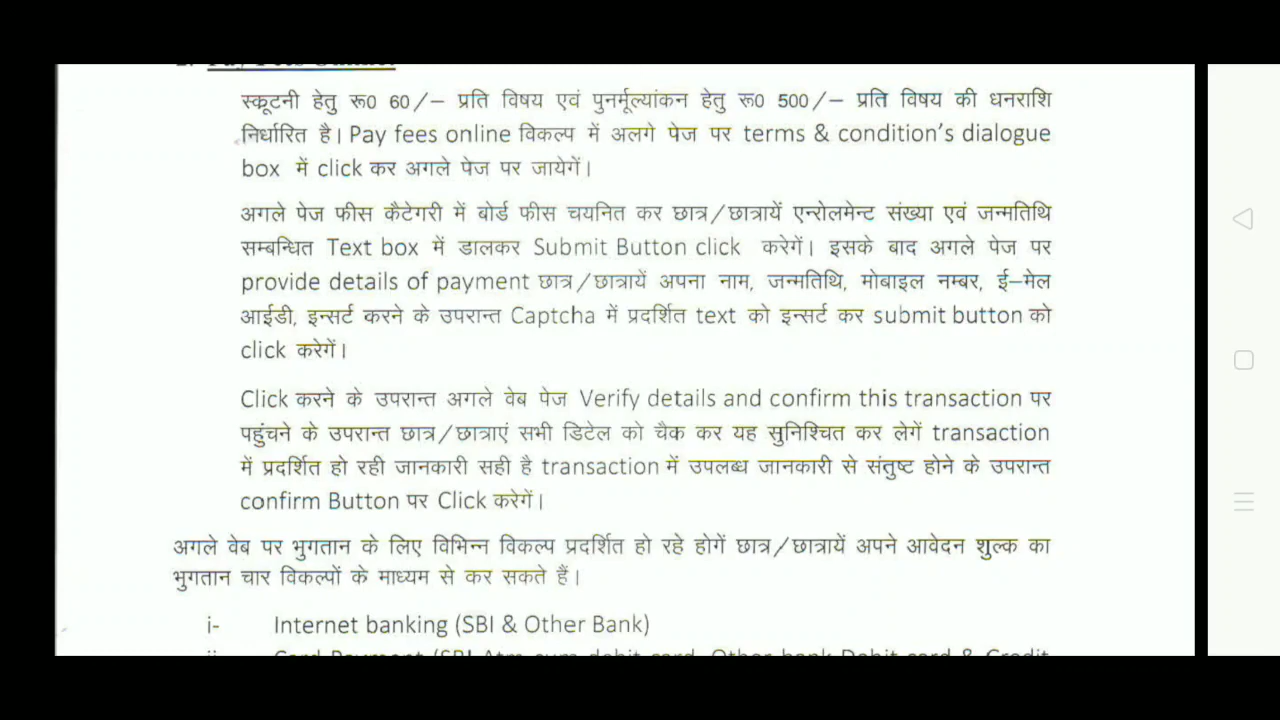 स्कूटनी हेतु रू0 60/– प्रति विषय एवं पुनर्मूल्यांकन हेतु रू0 500/– प्रति विषय की धनराशि
निर्धारित है। Pay fees online विकल्प में अलगे पेज पर terms & condition's dialogue
box में click कर अगले पेज पर जायेगें।
अगले पेज फीस कैटेगरी में बोर्ड फीस चयनित कर छात्र/छात्रायें एन्रोलमेन्ट संख्या एवं जन्मतिथि
सम्बन्धित Text box में डालकर Submit Button click करेगें। इसके बाद अगले पेज पर
provide details of payment छात्र/छात्रायें अपना नाम, जन्मतिथि, मोबाइल नम्बर, ई–मेल
आईडी, इन्सर्ट करने के उपरान्त Captcha में प्रदर्शित text को इन्सर्ट कर submit button को
click करेगें।
Click करने के उपरान्त अगले वेब पेज Verify details and confirm this transaction पर
पहुंचने के उपरान्त छात्र/छात्राएं सभी डिटेल को चैक कर यह सुनिश्चित कर लेगें transaction
में प्रदर्शित हो रही जानकारी सही है transaction में उपलब्ध जानकारी से संतुष्ट होने के उपरान्त
confirm Button पर Click करेगें।
अगले वेब पर भुगतान के लिए विभिन्न विकल्प प्रदर्शित हो रहे होगें छात्र/छात्रायें अपने आवेदन शुल्क का
भुगतान चार विकल्पों के माध्यम से कर सकते हैं।
i- Internet banking (SBI & Other Bank)